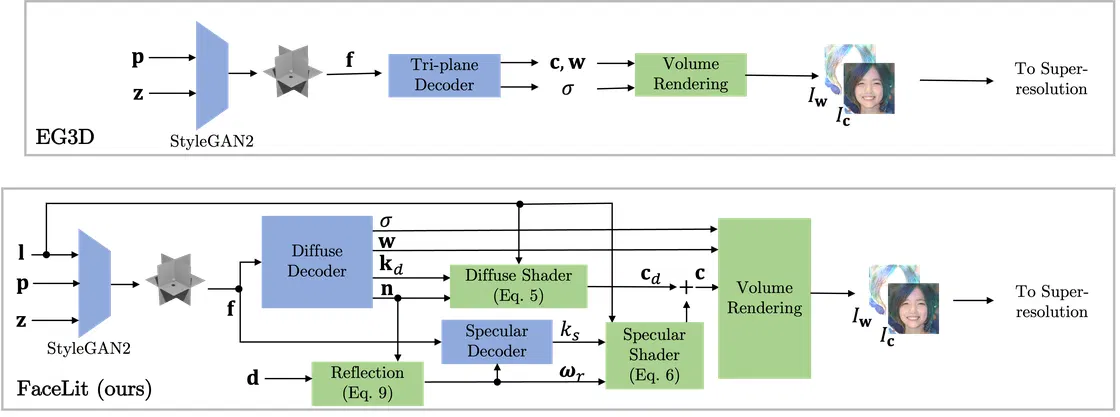 p
z
StyleGAN2
f
Tri-plane
Decoder
c, w
σ
Volume
Rendering
I_w
I_c
To Super-
resolution
EG3D
l
p
z
StyleGAN2
f
Diffuse
Decoder
σ
w
k_d
n
Diffuse Shader
(Eq. 5)
c_d
+
c
Specular
Decoder
k_s
Specular
Shader
(Eq. 6)
d
Reflection
(Eq. 9)
ω_r
Volume
Rendering
I_w
I_c
To Super-
resolution
FaceLit (ours)